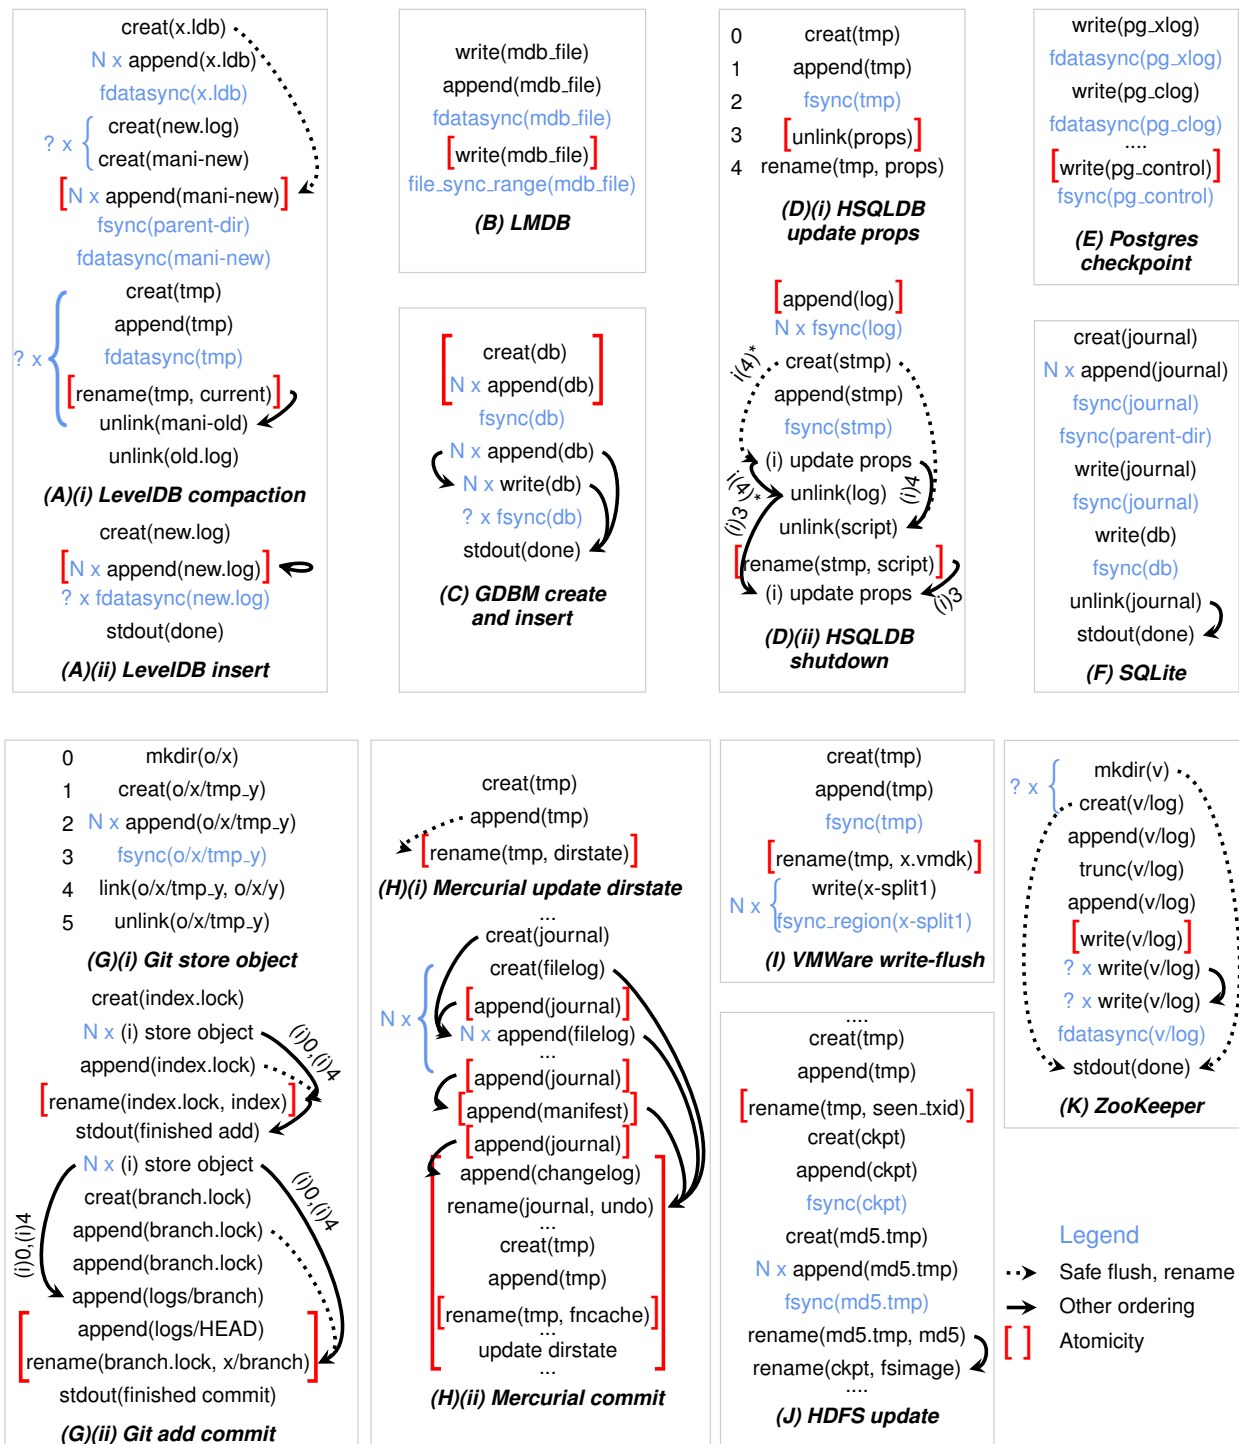 creat(x.ldb)
N x append(x.ldb)
fdatasync(x.ldb)
? x
creat(new.log)
creat(mani-new)
N x append(mani-new)
fsync(parent-dir)
fdatasync(mani-new)
? x
creat(tmp)
append(tmp)
fdatasync(tmp)
rename(tmp, current)
unlink(mani-old)
unlink(old.log)
(A)(i) LevelDB compaction
creat(new.log)
N x append(new.log)
? x fdatasync(new.log)
stdout(done)
(A)(ii) LevelDB insert
write(mdb_file)
append(mdb_file)
fdatasync(mdb_file)
write(mdb_file)
file_sync_range(mdb_file)
(B) LMDB
creat(db)
N x append(db)
fsync(db)
N x append(db)
N x write(db)
? x fsync(db)
stdout(done)
(C) GDBM create
and insert
0 creat(tmp)
1 append(tmp)
2 fsync(tmp)
3 unlink(props)
4 rename(tmp, props)
(D)(i) HSQLDB
update props
append(log)
N x fsync(log)
creat(stmp)
append(stmp)
fsync(stmp)
(i) update props
unlink(log)
unlink(script)
rename(stmp, script)
(i) update props
i(4)*
i(4)*
(i)3
(i)4
(i)3
(D)(ii) HSQLDB
shutdown
write(pg_xlog)
fdatasync(pg_xlog)
write(pg_clog)
fdatasync(pg_clog)
....
write(pg_control)
fsync(pg_control)
(E) Postgres
checkpoint
creat(journal)
N x append(journal)
fsync(journal)
fsync(parent-dir)
write(journal)
fsync(journal)
write(db)
fsync(db)
unlink(journal)
stdout(done)
(F) SQLite
0 mkdir(o/x)
1 creat(o/x/tmp_y)
2 N x append(o/x/tmp_y)
3 fsync(o/x/tmp_y)
4 link(o/x/tmp_y, o/x/y)
5 unlink(o/x/tmp_y)
(G)(i) Git store object
creat(index.lock)
N x (i) store object
append(index.lock)
rename(index.lock, index)
stdout(finished add)
(i)0,(i)4
N x (i) store object
creat(branch.lock)
append(branch.lock)
append(branch.lock)
append(logs/branch)
append(logs/HEAD)
rename(branch.lock, x/branch)
stdout(finished commit)
(i)0,(i)4
(i)0,(i)4
(G)(ii) Git add commit
creat(tmp)
append(tmp)
rename(tmp, dirstate)
(H)(i) Mercurial update dirstate
...
creat(journal)
N x
creat(filelog)
append(journal)
N x append(filelog)
...
append(journal)
append(manifest)
append(journal)
append(changelog)
rename(journal, undo)
...
creat(tmp)
append(tmp)
rename(tmp, fncache)
...
update dirstate
...
(H)(ii) Mercurial commit
creat(tmp)
append(tmp)
fsync(tmp)
rename(tmp, x.vmdk)
N x
write(x-split1)
fsync_region(x-split1)
(I) VMWare write-flush
....
creat(tmp)
append(tmp)
rename(tmp, seen_txid)
creat(ckpt)
append(ckpt)
fsync(ckpt)
creat(md5.tmp)
N x append(md5.tmp)
fsync(md5.tmp)
rename(md5.tmp, md5)
rename(ckpt, fsimage)
....
(J) HDFS update
? x
mkdir(v)
creat(v/log)
append(v/log)
trunc(v/log)
append(v/log)
write(v/log)
? x write(v/log)
? x write(v/log)
fdatasync(v/log)
stdout(done)
(K) ZooKeeper
Legend
Safe flush, rename
Other ordering
Atomicity